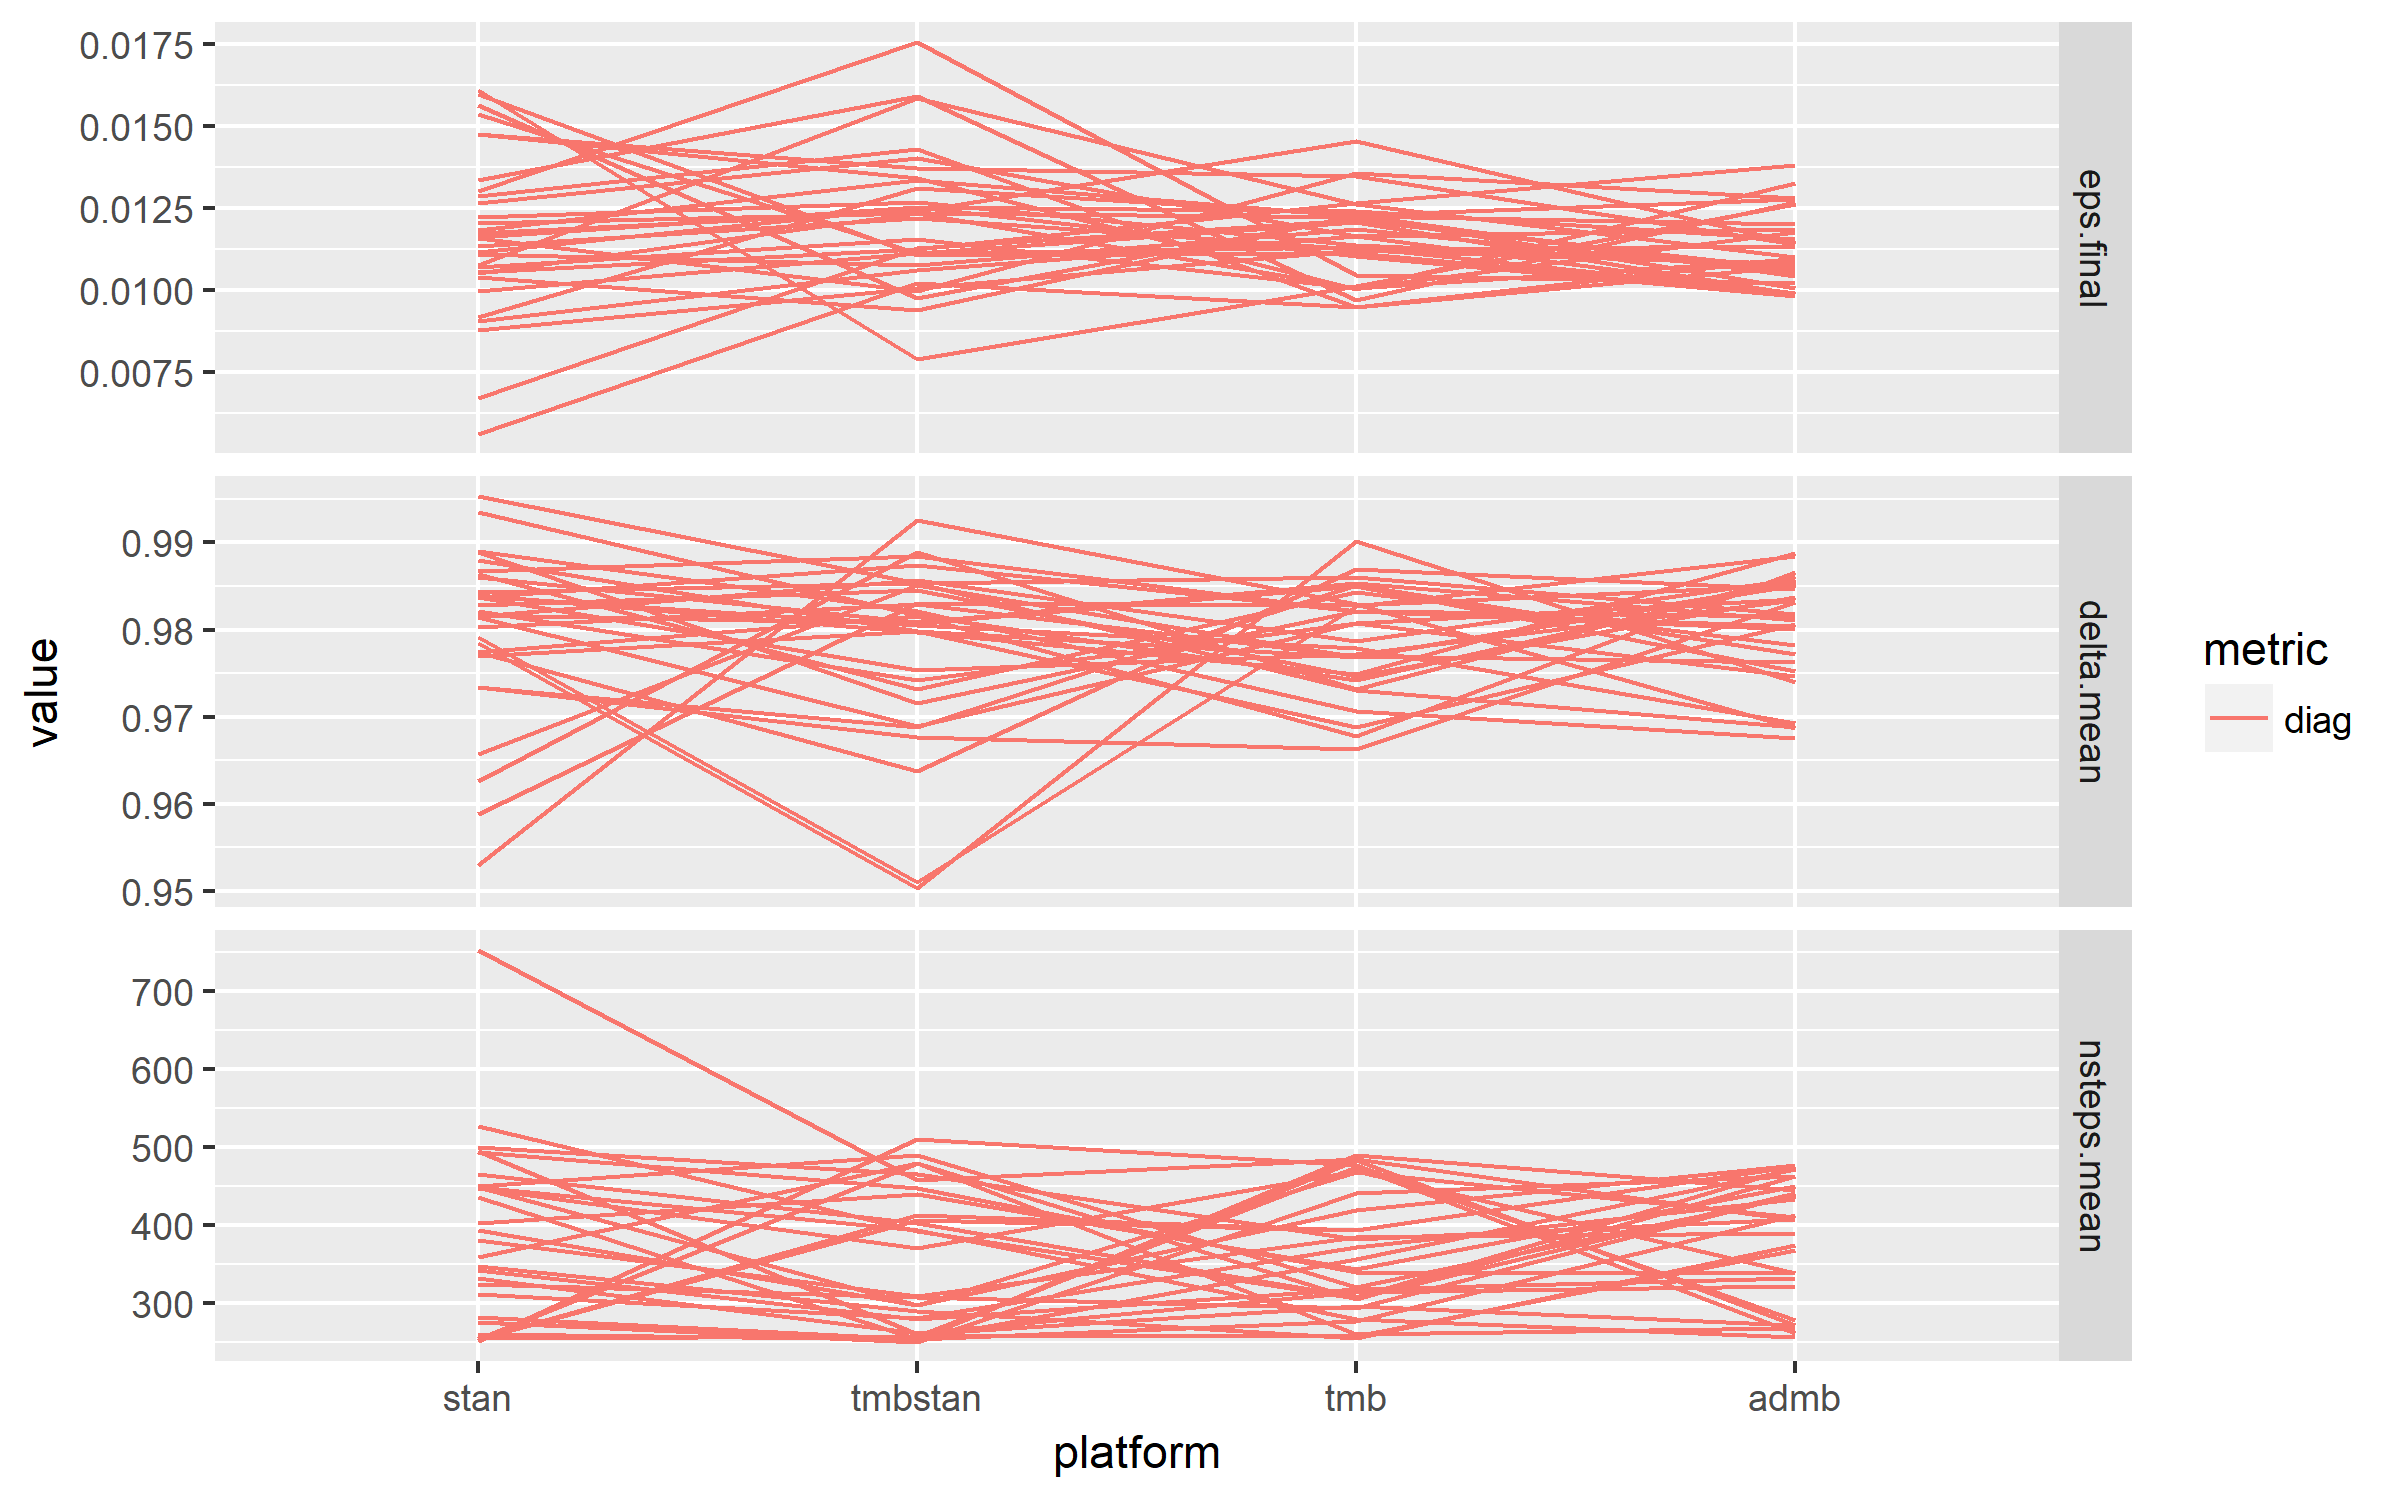 value
0.0175
0.0150
0.0125
0.0100
0.0075
eps.final
0.99
0.98
0.97
0.96
0.95
delta.mean
700
600
500
400
300
nsteps.mean
stan
tmbstan
tmb
admb
platform
metric
diag